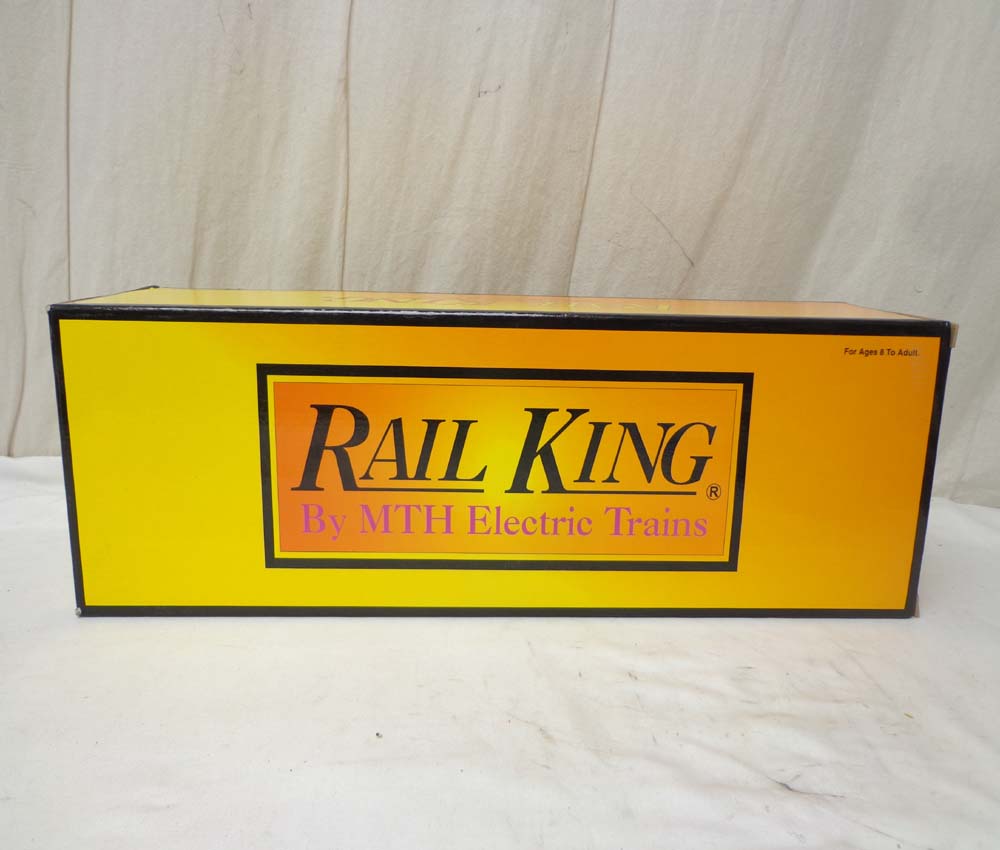 For Ages 8 To Adult.
RAIL KING®
By MTH Electric Trains